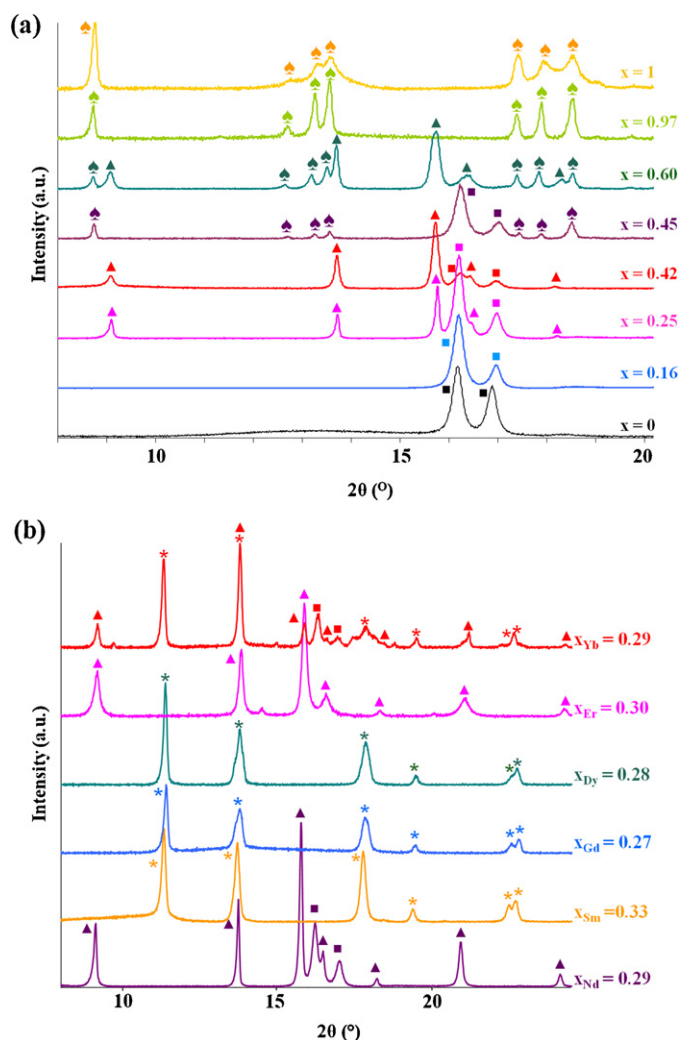 (a)
x = 1
x = 0.97
x = 0.60
x = 0.45
x = 0.42
x = 0.25
x = 0.16
x = 0
Intensity (a.u.)
10 15 20
2θ (°)
(b)
xYb = 0.29
xEr = 0.30
xDy = 0.28
xGd = 0.27
xSm = 0.33
xNd = 0.29
Intensity (a.u.)
10 15 20
2θ (°)